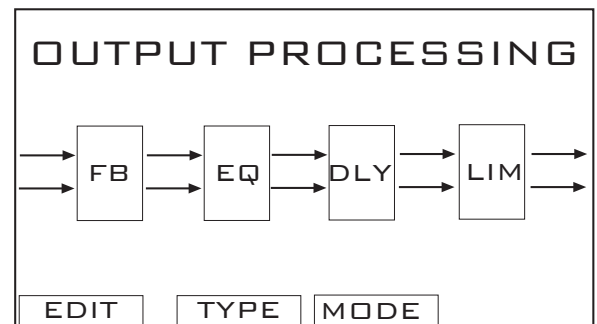 OUTPUT PROCESSING
FB EQ DLY LIM
EDIT TYPE MODE